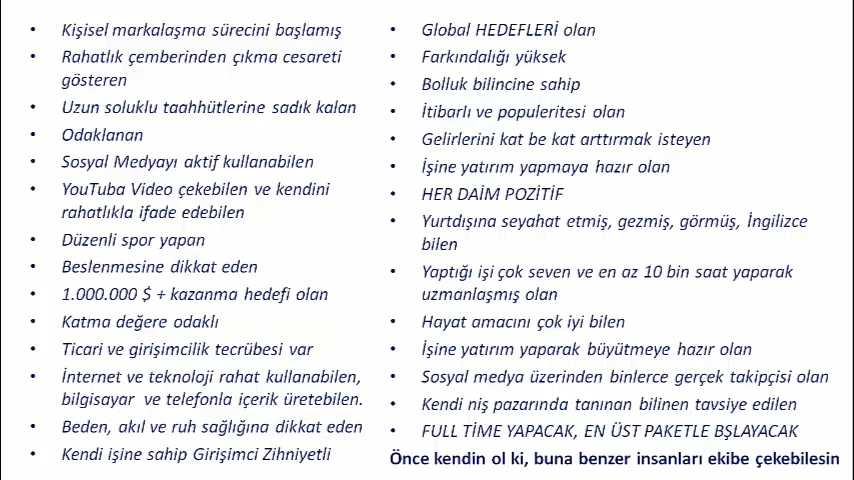 • Kişisel markalaşma sürecini başlamış
• Rahatlık çemberinden çıkma cesareti
gösteren
• Uzun soluklu taahhütlerine sadık kalan
• Odaklanan
• Sosyal Medyayı aktif kullanabilen
• YouTuba Video çekebilen ve kendini
rahatlıkla ifade edebilen
• Düzenli spor yapan
• Beslenmesine dikkat eden
• 1.000.000 $ + kazanma hedefi olan
• Katma değere odaklı
• Ticari ve girişimcilik tecrübesi var
• İnternet ve teknoloji rahat kullanabilen,
bilgisayar ve telefonla içerik üretebilen.
• Beden, akıl ve ruh sağlığına dikkat eden
• Kendi işine sahip Girişimci Zihniyetli
• Global HEDEFLERİ olan
• Farkındalığı yüksek
• Bolluk bilincine sahip
• İtibarlı ve populeritesi olan
• Gelirlerini kat be kat arttırmak isteyen
• İşine yatırım yapmaya hazır olan
• HER DAİM POZİTİF
• Yurtdışına seyahat etmiş, gezmiş, görmüş, İngilizce
bilen
• Yaptığı işi çok seven ve en az 10 bin saat yaparak
uzmanlaşmış olan
• Hayat amacını çok iyi bilen
• İşine yatırım yaparak büyütmeye hazır olan
• Sosyal medya üzerinden binlerce gerçek takipçisi olan
• Kendi niş pazarında tanınan bilinen tavsiye edilen
• FULL TİME YAPACAK, EN ÜST PAKETLE BŞLAYACAK
Önce kendin ol ki, buna benzer insanları ekibe çekebilesin